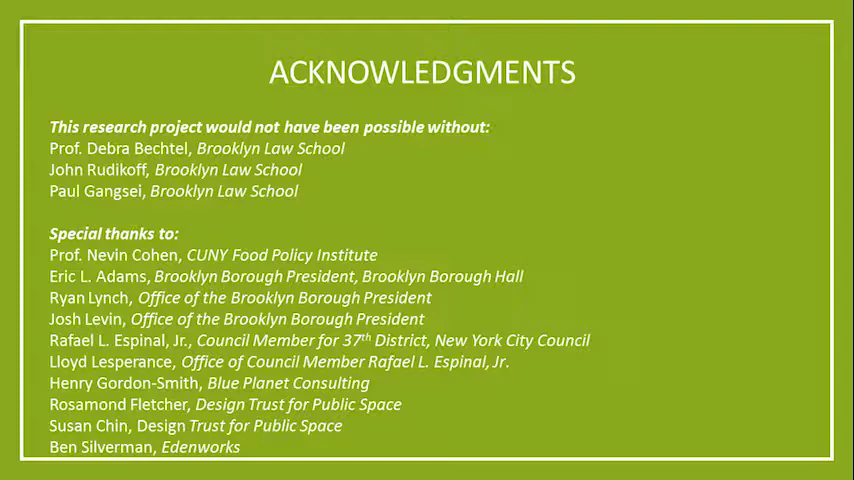 ACKNOWLEDGMENTS
This research project would not have been possible without:
Prof. Debra Bechtel, Brooklyn Law School
John Rudikoff, Brooklyn Law School
Paul Gangsei, Brooklyn Law School
Special thanks to:
Prof. Nevin Cohen, CUNY Food Policy Institute
Eric L. Adams, Brooklyn Borough President, Brooklyn Borough Hall
Ryan Lynch, Office of the Brooklyn Borough President
Josh Levin, Office of the Brooklyn Borough President
Rafael L. Espinal, Jr., Council Member for 37th District, New York City Council
Lloyd Lesperance, Office of Council Member Rafael L. Espinal, Jr.
Henry Gordon-Smith, Blue Planet Consulting
Rosamond Fletcher, Design Trust for Public Space
Susan Chin, Design Trust for Public Space
Ben Silverman, Edenworks